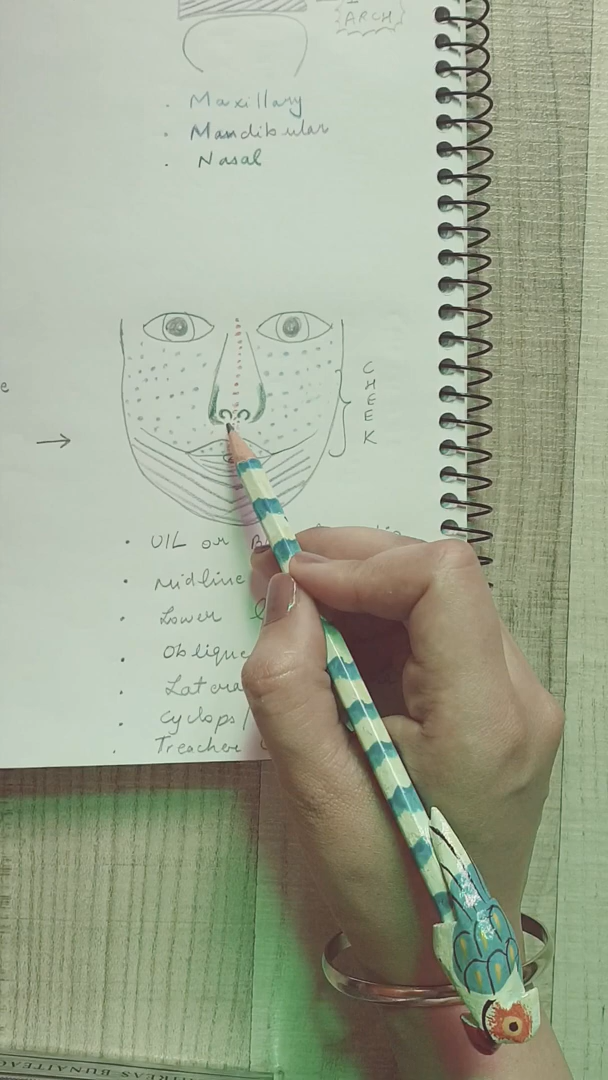 ARCH
. Maxillary
. Mandibular
. Nasal
e
CHEEK
. U/L or
. Midline
. Lower
. Oblique
. Latera
. Cyclops/
. Treacher